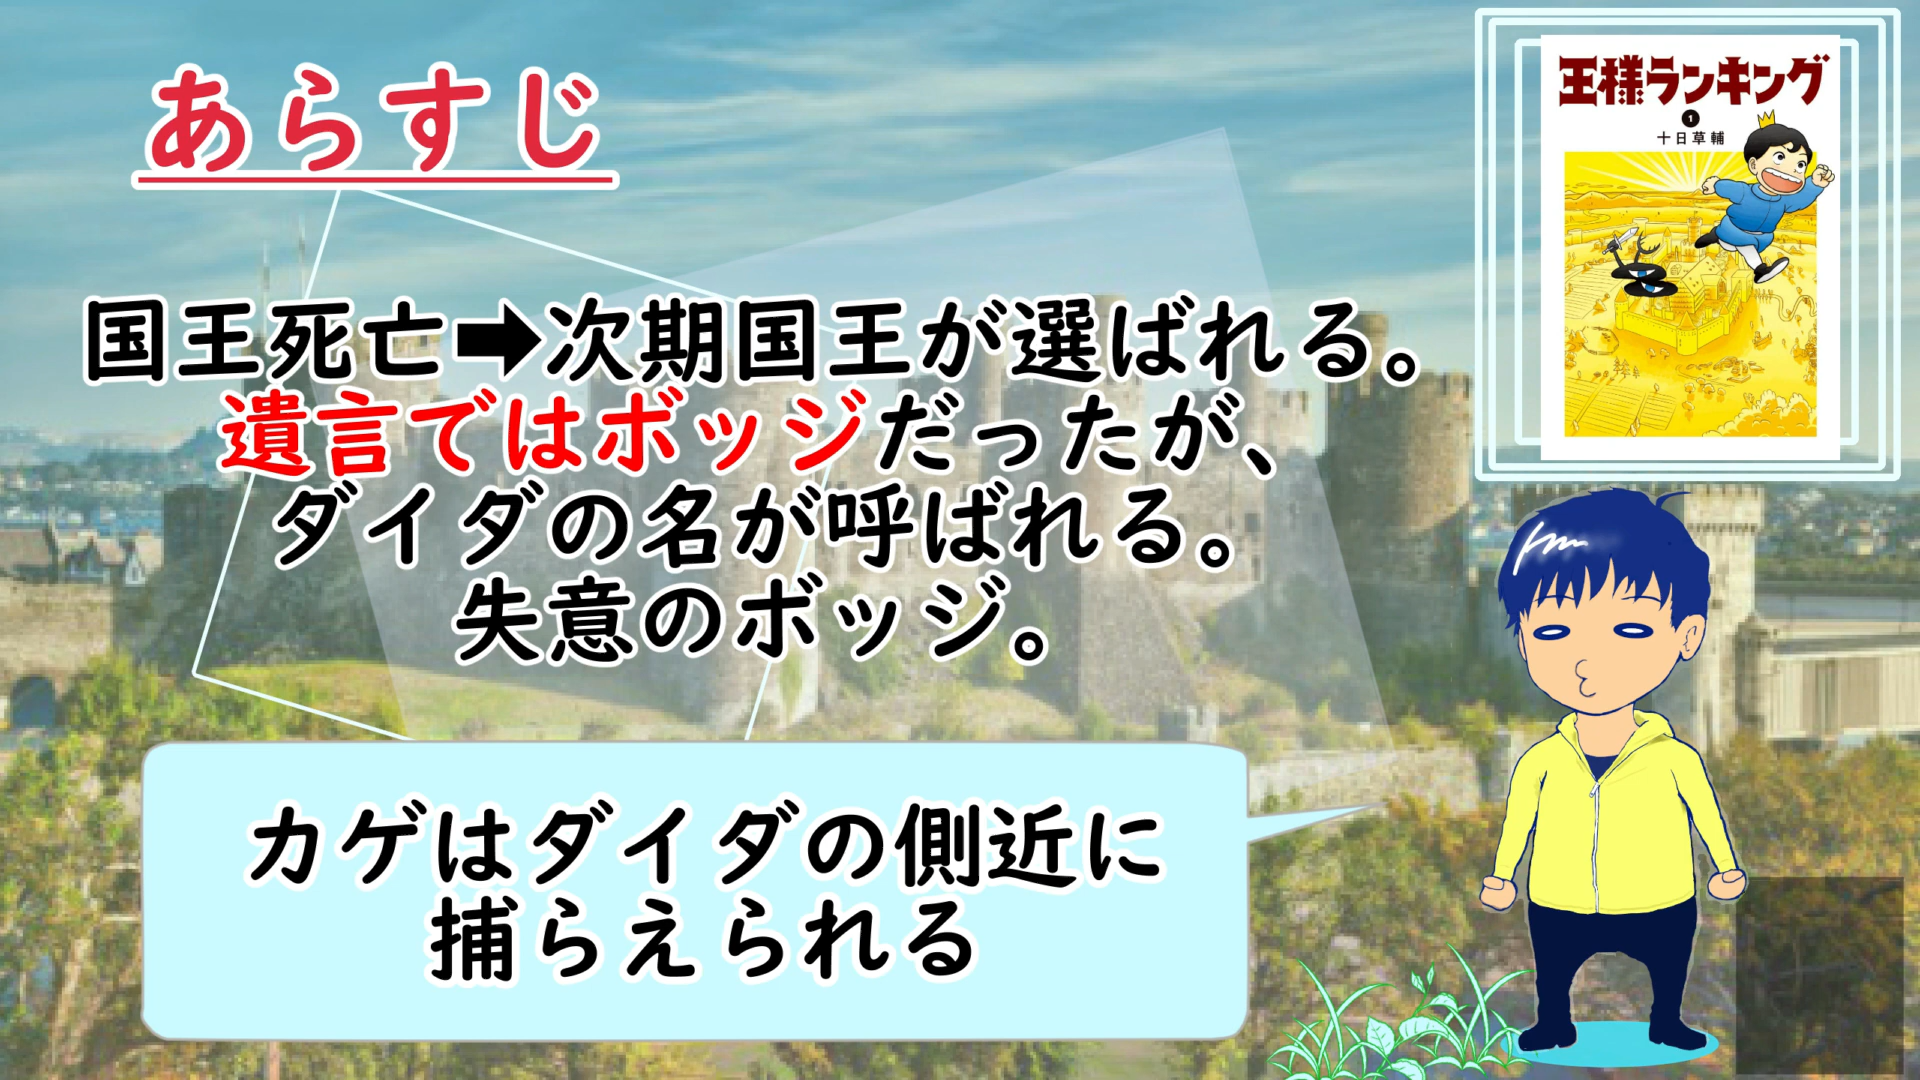 あらすじ
王様ランキング
1
十日草輔
国王死亡➡次期国王が選ばれる。
遺言ではボッジだったが、
ダイダの名が呼ばれる。
失意のボッジ。
カゲはダイダの側近に
捕らえられる